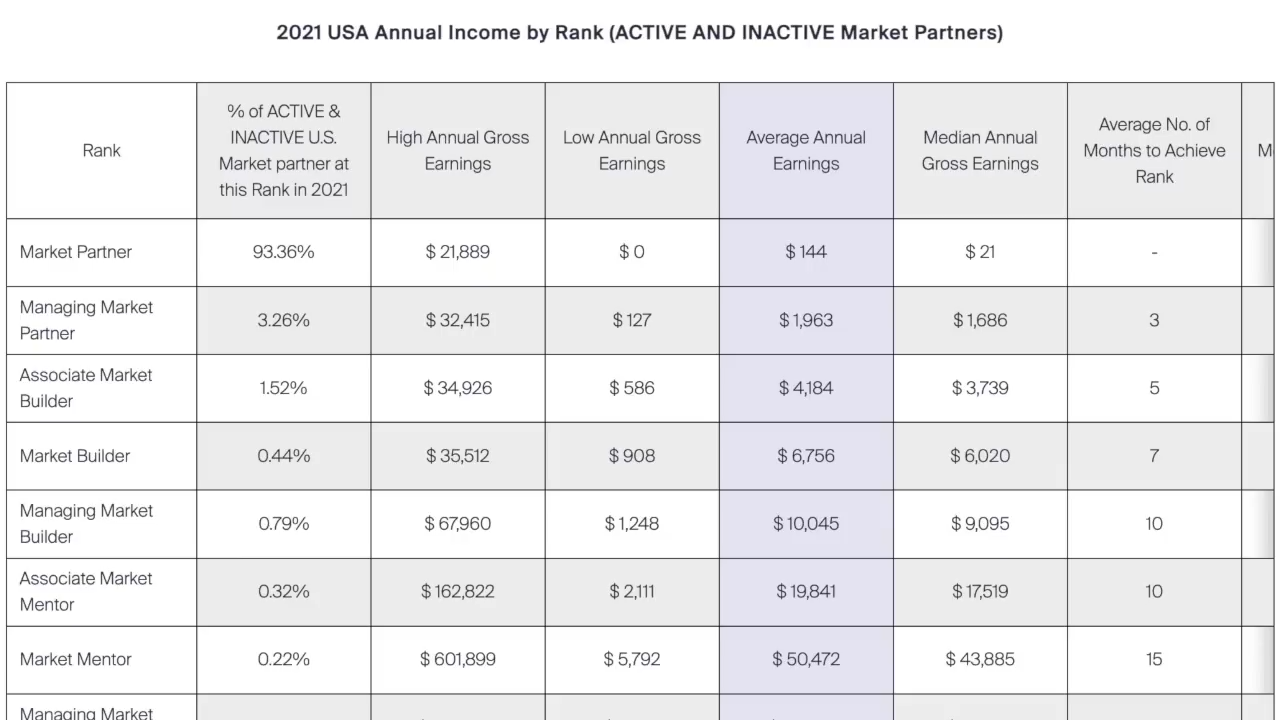 2021 USA Annual Income by Rank (ACTIVE AND INACTIVE Market Partners)
Rank
% of ACTIVE &
INACTIVE U.S.
Market partner at
this Rank in 2021
High Annual Gross
Earnings
Low Annual Gross
Earnings
Average Annual
Earnings
Median Annual
Gross Earnings
Average No. of
Months to Achieve
Rank
Market Partner 93.36% $ 21,889 $ 0 $ 144 $ 21 -
Managing Market
Partner
3.26% $ 32,415 $ 127 $ 1,963 $ 1,686 3
Associate Market
Builder
1.52% $ 34,926 $ 586 $ 4,184 $ 3,739 5
Market Builder 0.44% $ 35,512 $ 908 $ 6,756 $ 6,020 7
Managing Market
Builder
0.79% $ 67,960 $ 1,248 $ 10,045 $ 9,095 10
Associate Market
Mentor
0.32% $ 162,822 $ 2,111 $ 19,841 $ 17,519 10
Market Mentor 0.22% $ 601,899 $ 5,792 $ 50,472 $ 43,885 15
Managing Market